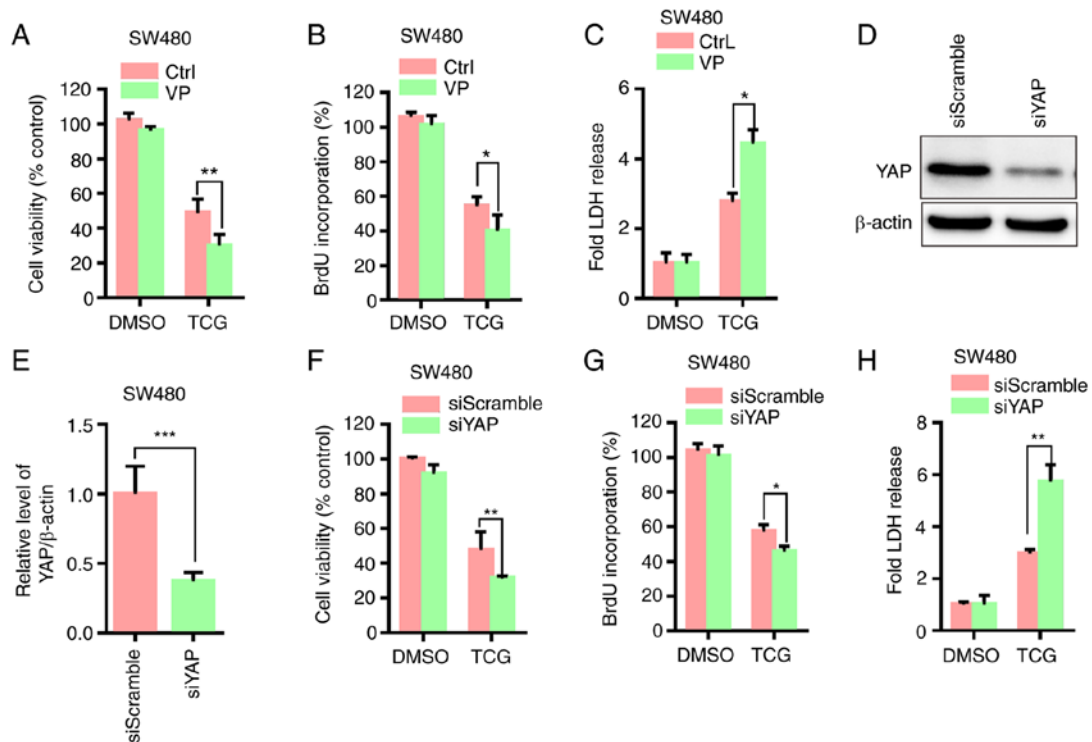 A
SW480
Ctrl
VP
Cell viability (% control)
120
100
80
60
40
20
0
**
DMSO
TCG
B
SW480
Ctrl
VP
BrdU incorporation (%)
120
100
80
60
40
20
0
*
DMSO
TCG
C
SW480
CtrL
VP
Fold LDH release
6
4
2
0
*
DMSO
TCG
D
siScramble
siYAP
YAP
β-actin
E
SW480
Relative level of
YAP/β-actin
1.5
1.0
0.5
0.0
***
siScramble
siYAP
F
SW480
siScramble
siYAP
Cell viability (% control)
120
100
80
60
40
20
0
**
DMSO
TCG
G
SW480
siScramble
siYAP
BrdU incorporation (%)
120
100
80
60
40
20
0
*
DMSO
TCG
H
SW480
siScramble
siYAP
Fold LDH release
8
6
4
2
0
**
DMSO
TCG